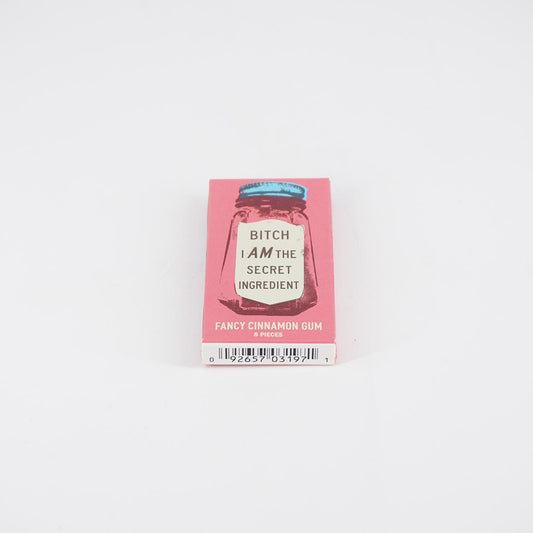 BITCH
I AM THE
SECRET
INGREDIENT
FANCY CINNAMON GUM
8 PIECES
0 92657 03197 1